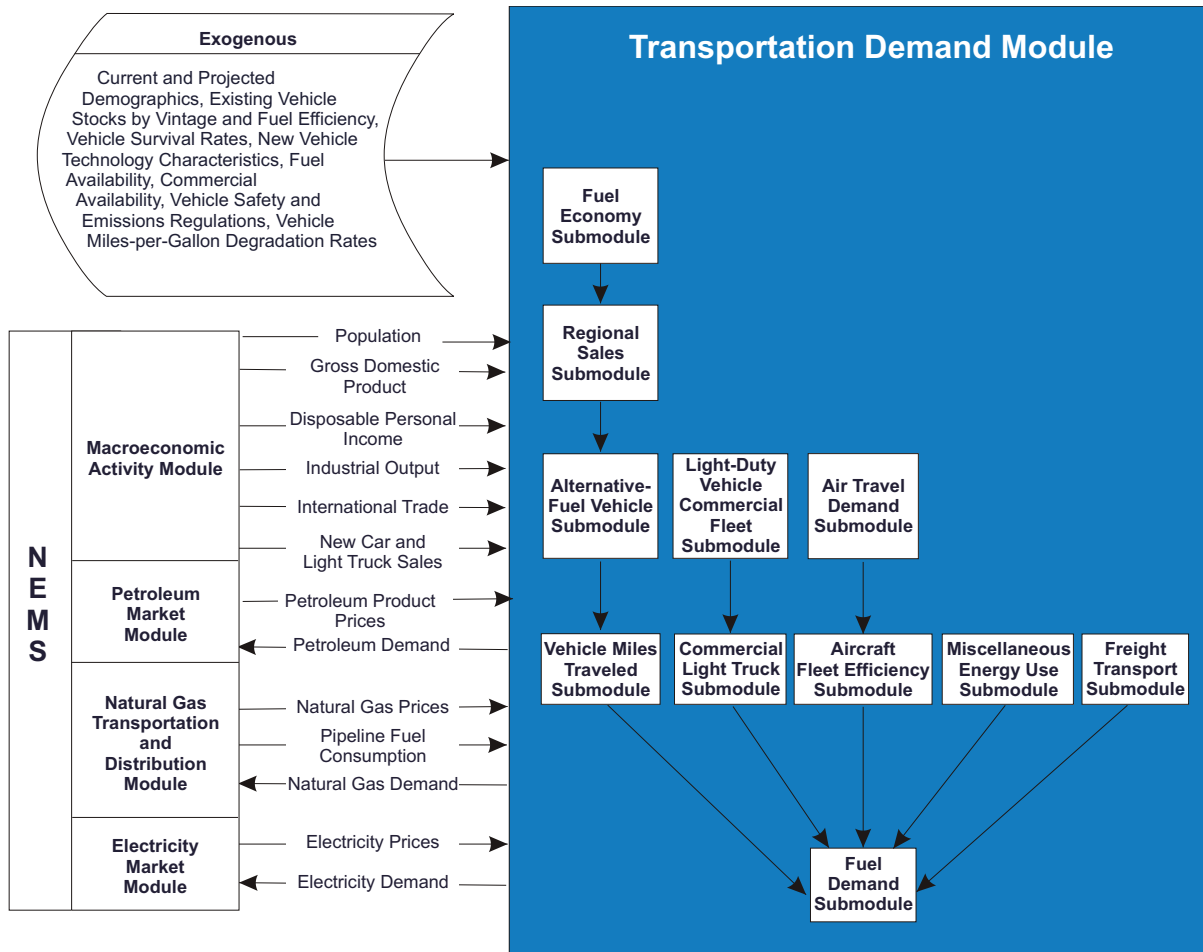 Exogenous
Current and Projected
Demographics, Existing Vehicle
Stocks by Vintage and Fuel Efficiency,
Vehicle Survival Rates, New Vehicle
Technology Characteristics, Fuel
Availability, Commercial
Availability, Vehicle Safety and
Emissions Regulations, Vehicle
Miles-per-Gallon Degradation Rates
NEMS
Macroeconomic
Activity Module
Petroleum
Market
Module
Natural Gas
Transportation
and
Distribution
Module
Electricity
Market
Module
Population
Gross Domestic
Product
Disposable Personal
Income
Industrial Output
International Trade
New Car and
Light Truck Sales
Petroleum Product
Prices
Petroleum Demand
Natural Gas Prices
Pipeline Fuel
Consumption
Natural Gas Demand
Electricity Prices
Electricity Demand
Transportation Demand Module
Fuel
Economy
Submodule
Regional
Sales
Submodule
Alternative-
Fuel Vehicle
Submodule
Light-Duty
Vehicle
Commercial
Fleet
Submodule
Air Travel
Demand
Submodule
Vehicle Miles
Traveled
Submodule
Commercial
Light Truck
Submodule
Aircraft
Fleet Efficiency
Submodule
Miscellaneous
Energy Use
Submodule
Freight
Transport
Submodule
Fuel
Demand
Submodule